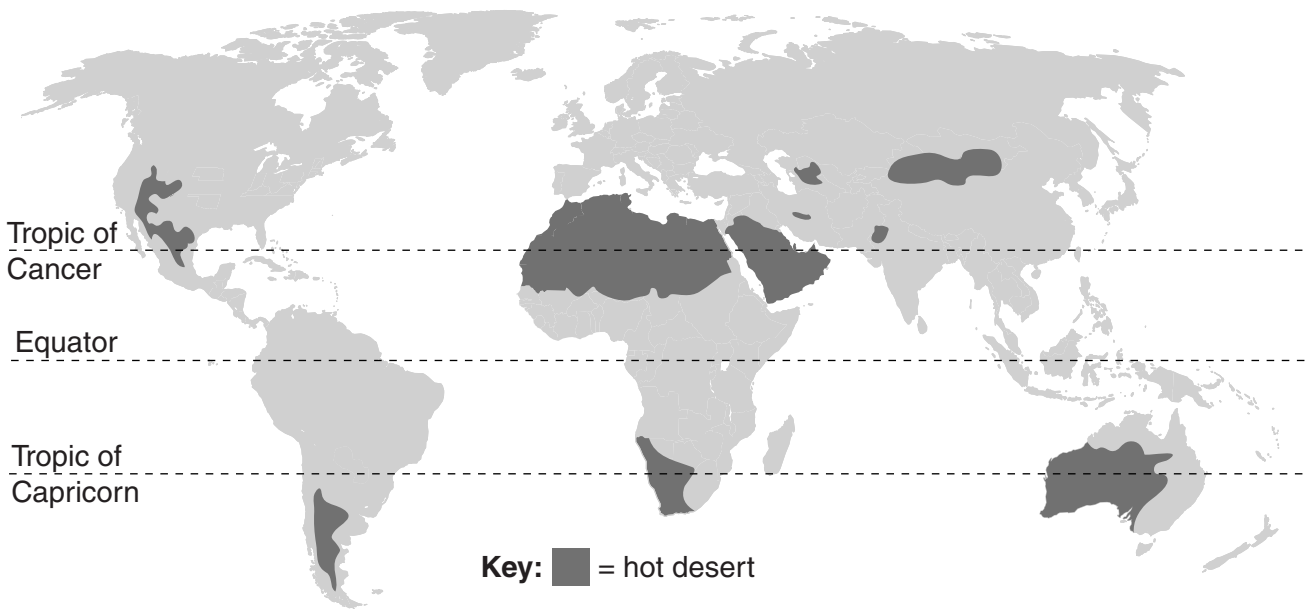 Tropic of
Cancer
Equator
Tropic of
Capricorn
Key: = hot desert